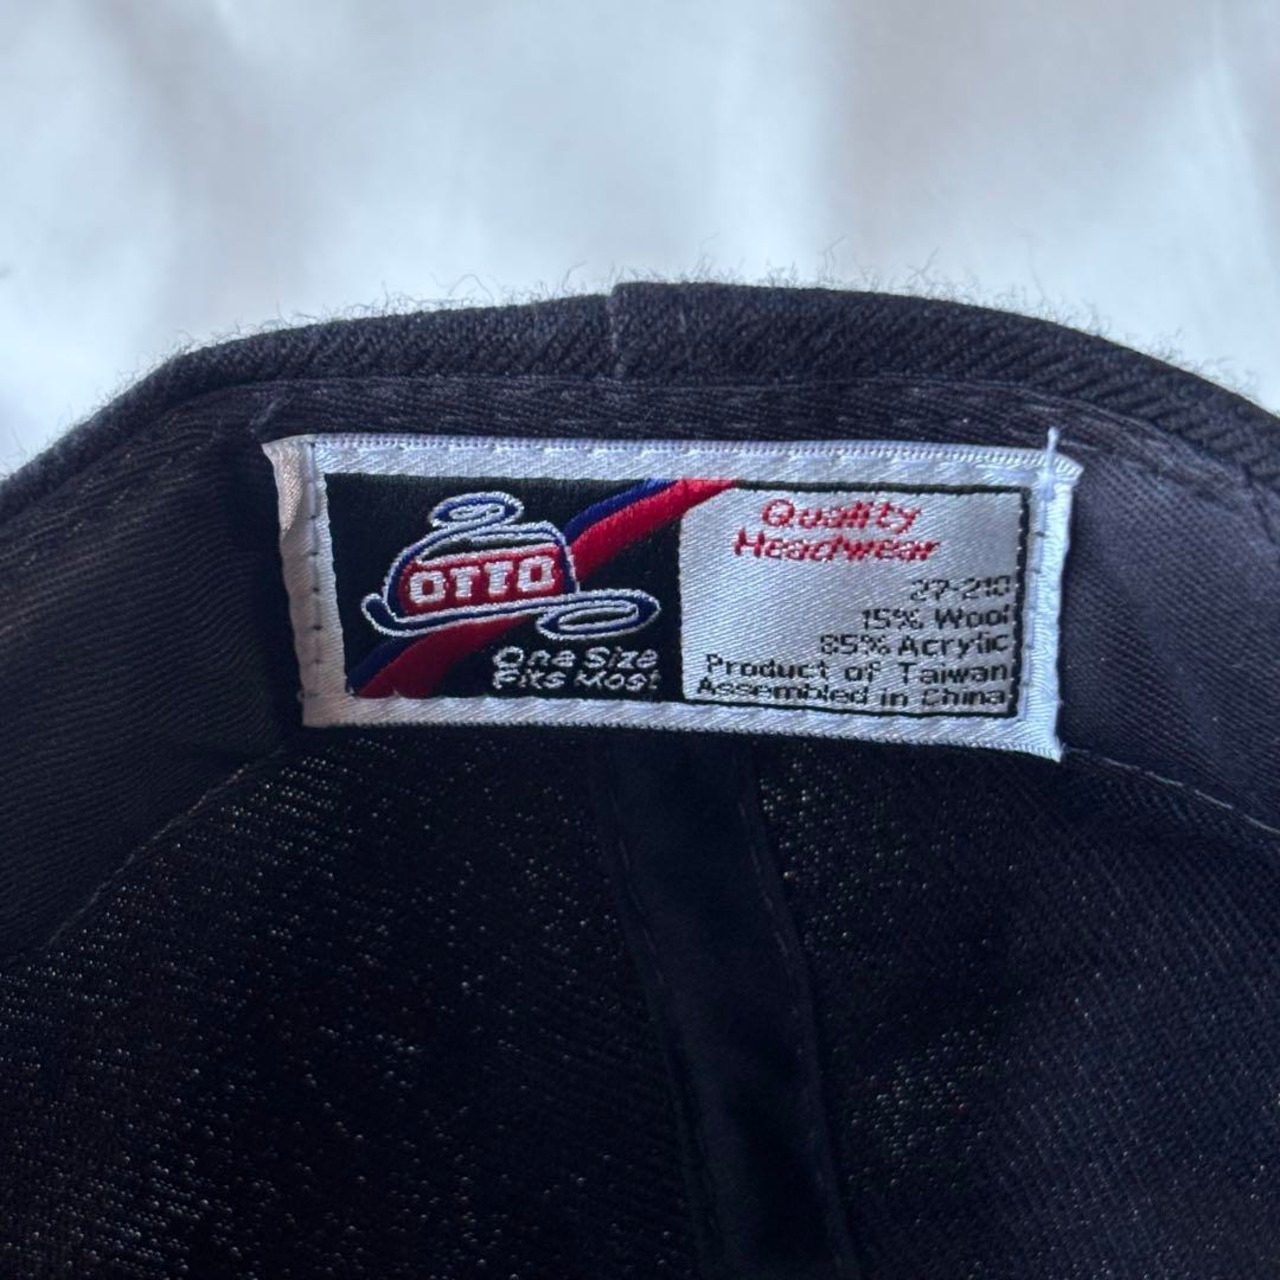 OTTO
One Size
Fits Most
Quality
Headwear
27-210
15% Wool
85% Acrylic
Product of Taiwan
Assembled in China